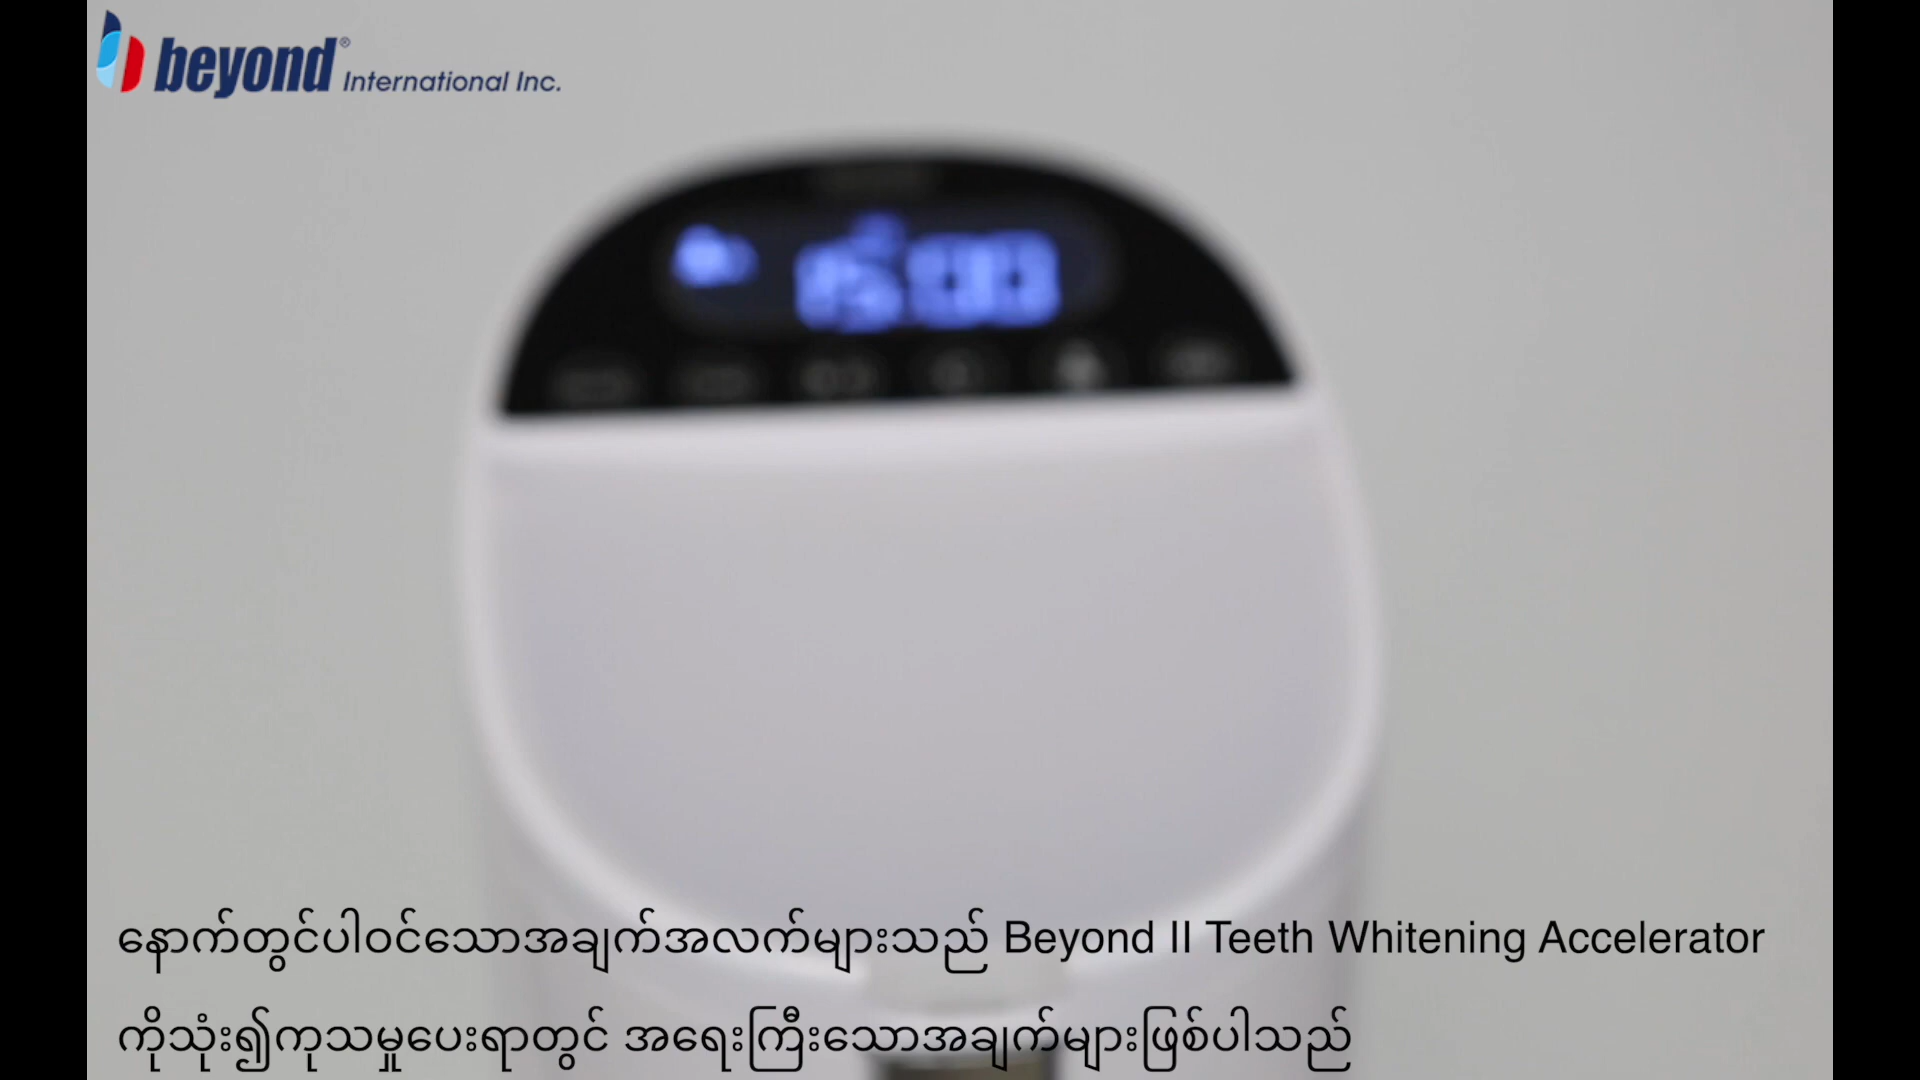 beyond® International Inc.
15:00
နောက်တွင်ပါဝင်သောအချက်အလက်များသည် Beyond II Teeth Whitening Accelerator
ကိုသုံး၍ကုသမှုပေးရာတွင် အရေးကြီးသောအချက်များဖြစ်ပါသည်